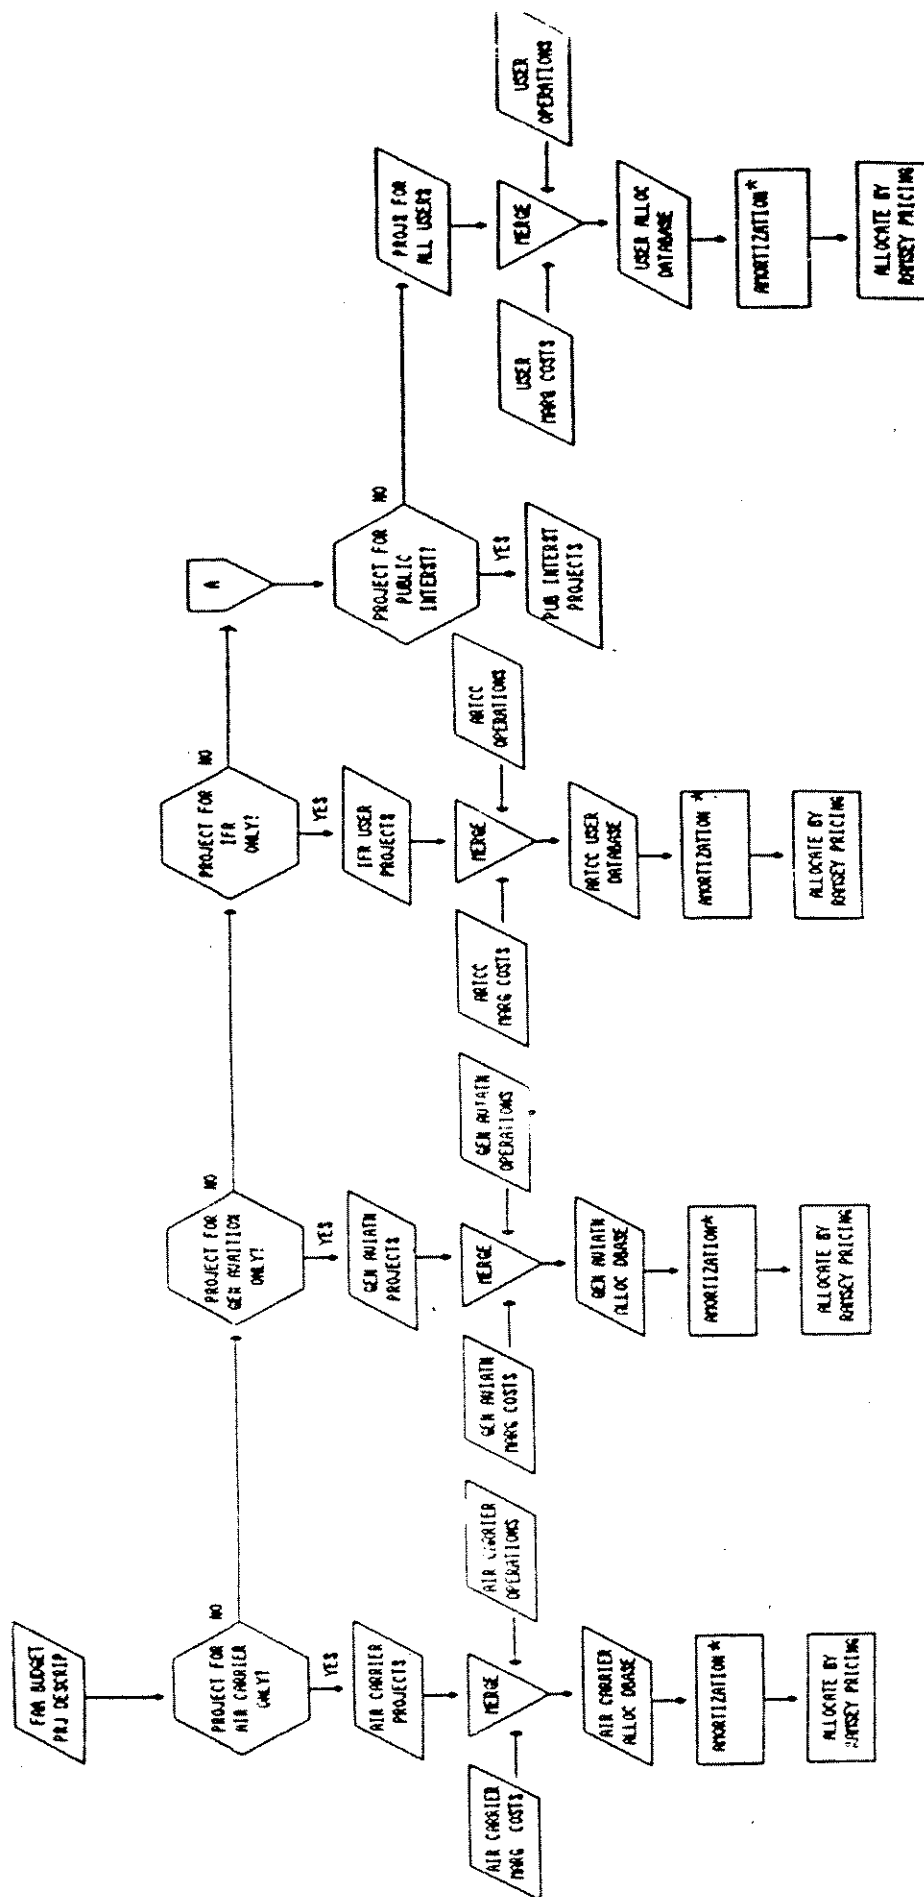 FAA BUDGET
PRJ DESCRIP
PROJECT FOR
AIR CARRIER
ONLY?
NO
YES
AIR CARRIER
PROJECTS
AIR CARRIER
MARG COSTS
MERGE
AIR CARRIER
OPERATIONS
AIR CARRIER
ALLOC DBASE
AMORTIZATION*
ALLOCATE BY
RAMSEY PRICING
PROJECT FOR
GEN AVAITION
ONLY?
NO
YES
GEN AVIATN
PROJECTS
GEN AVIATN
MARG COSTS
MERGE
GEN AVIATN
OPERATIONS
GEN AVIATN
ALLOC DBASE
AMORTIZATION*
ALLOCATE BY
RAMSEY PRICING
PROJECT FOR
IFR
ONLY?
NO
YES
IFR USER
PROJECTS
ARTCC
MARG COSTS
MERGE
ARTCC
OPERATIONS
ARTCC USER
DATABASE
AMORTIZATION *
ALLOCATE BY
RAMSEY PRICING
A
PROJECT FOR
PUBLIC
INTERST?
NO
YES
PUB INTERST
PROJECTS
PROJS FOR
ALL USERS
USER
MARG COSTS
MERGE
USER
OPERATIONS
USER ALLOC
DATABASE
AMORTIZATION*
ALLOCATE BY
RAMSEY PRICING